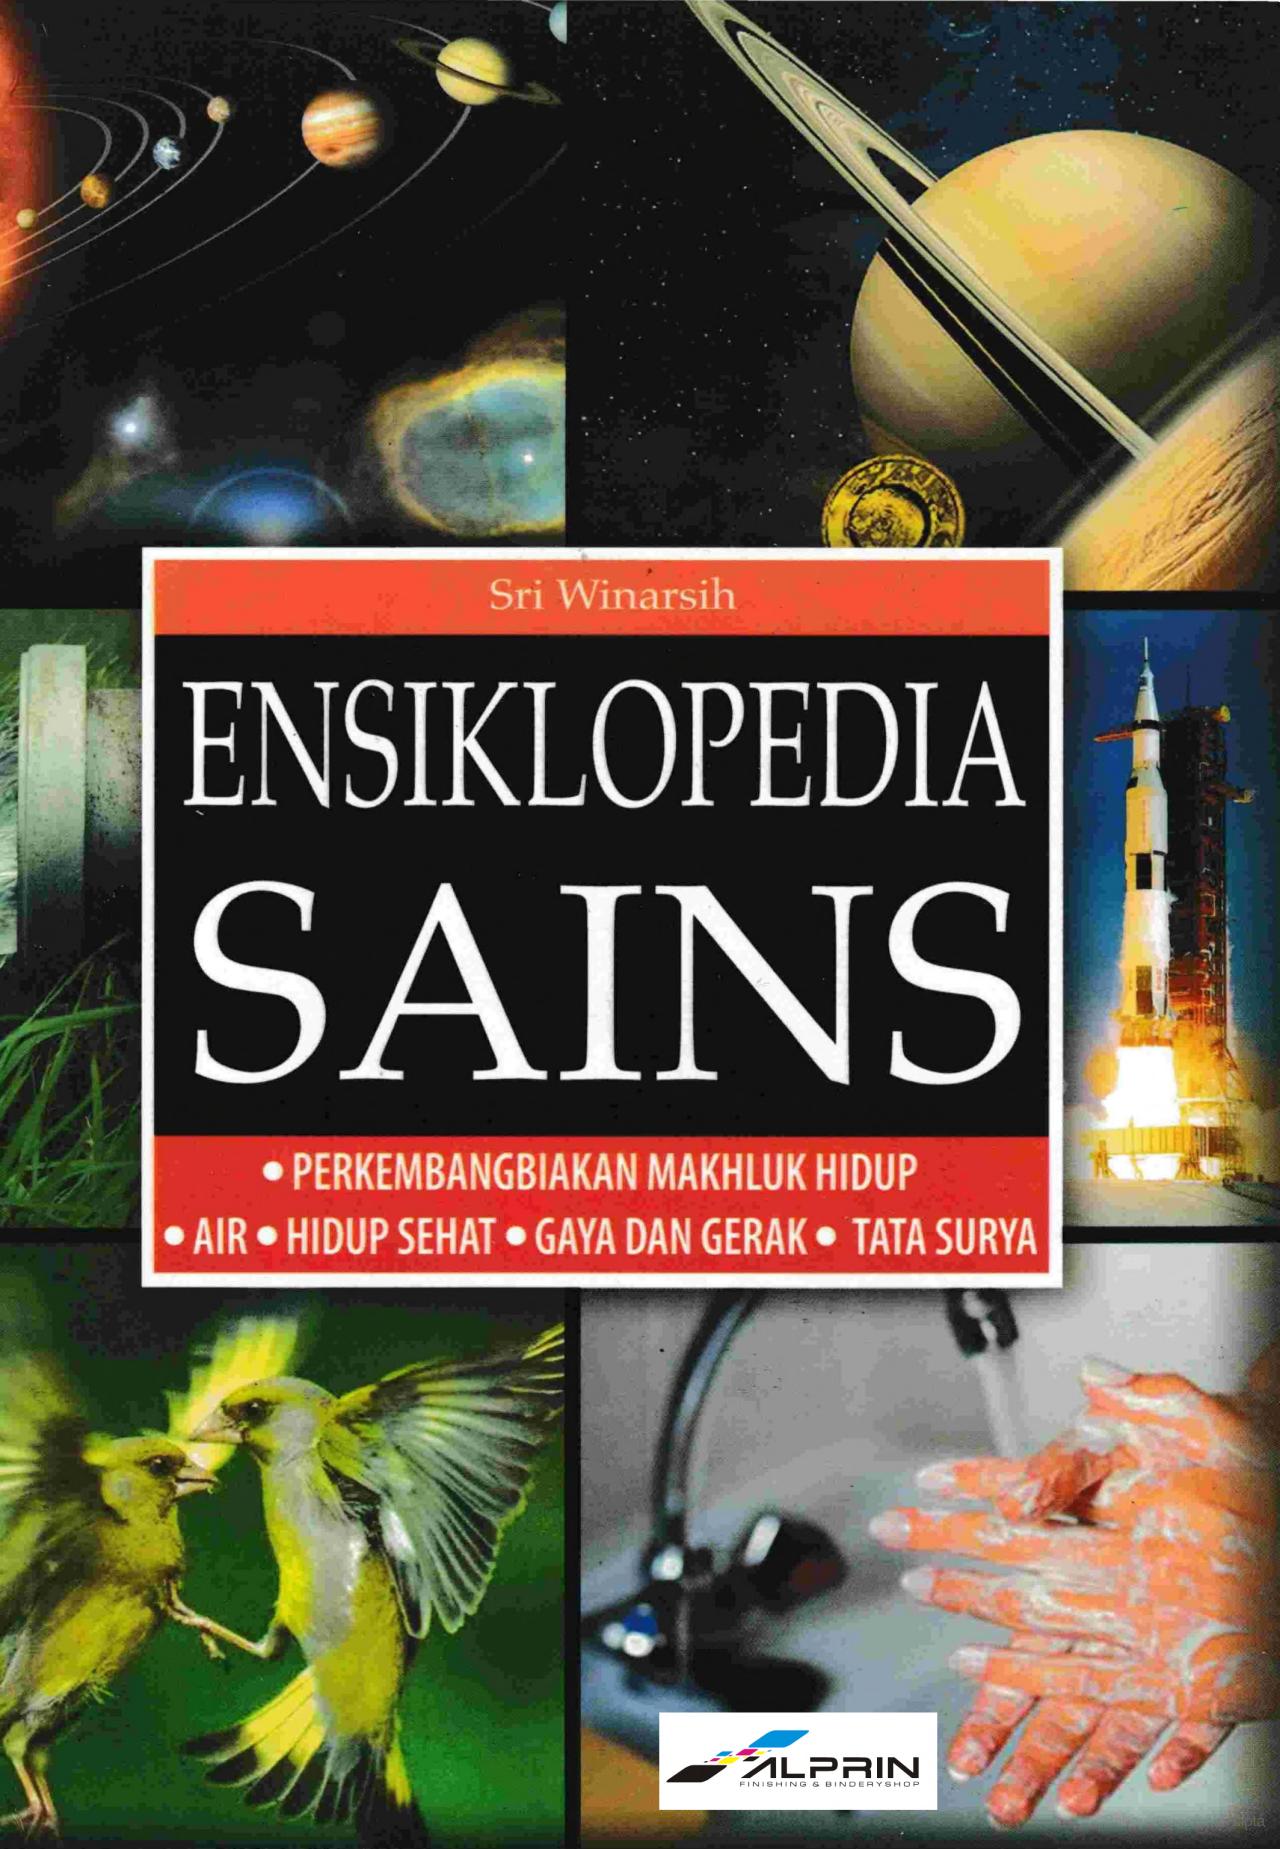 Sri Winarsih
ENSIKLOPEDIA
SAINS
• PERKEMBANGBIAKAN MAKHLUK HIDUP
• AIR • HIDUP SEHAT • GAYA DAN GERAK • TATA SURYA
ALPRIN
FINISHING & BINDERYSHOP